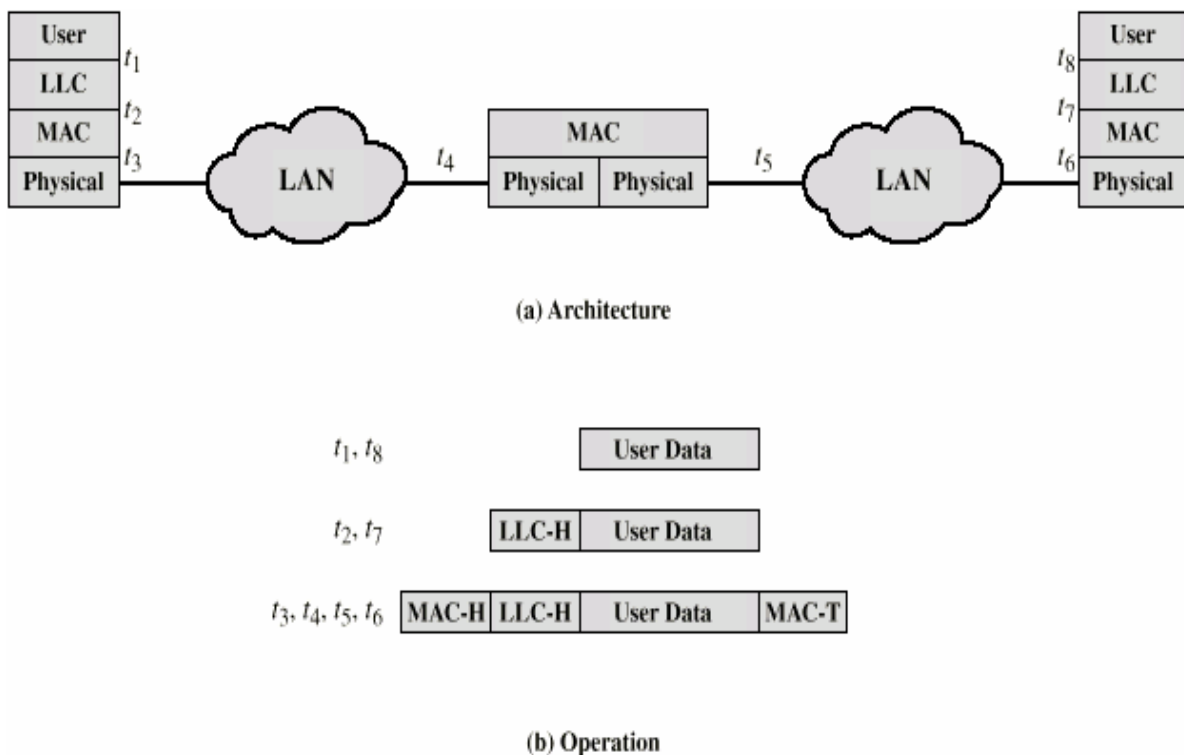 User
t1
LLC
t2
MAC
t3
Physical
LAN
t4
MAC
Physical Physical
t5
LAN
User
t8
LLC
t7
MAC
t6
Physical
(a) Architecture
t1, t8 User Data
t2, t7 LLC-H User Data
t3, t4, t5, t6 MAC-H LLC-H User Data MAC-T
(b) Operation